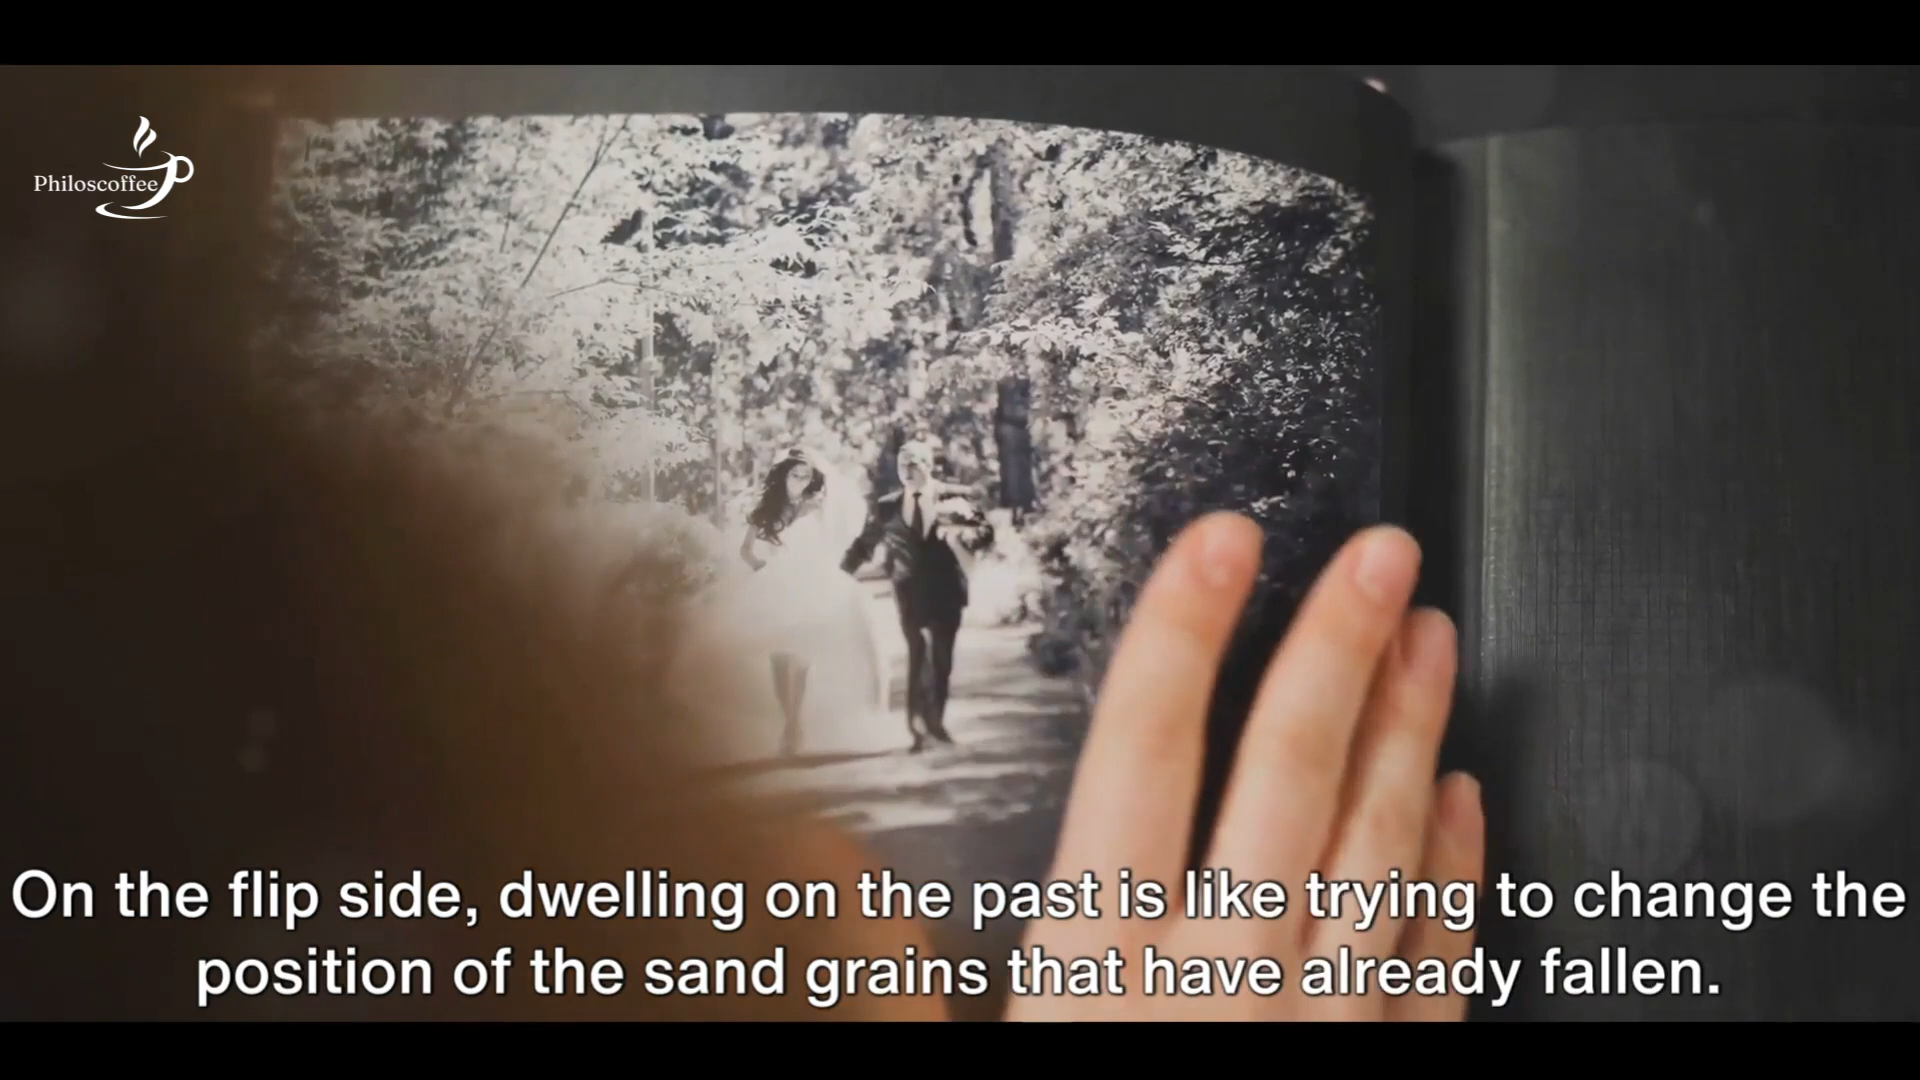 Philoscoffee
On the flip side, dwelling on the past is like trying to change the
position of the sand grains that have already fallen.